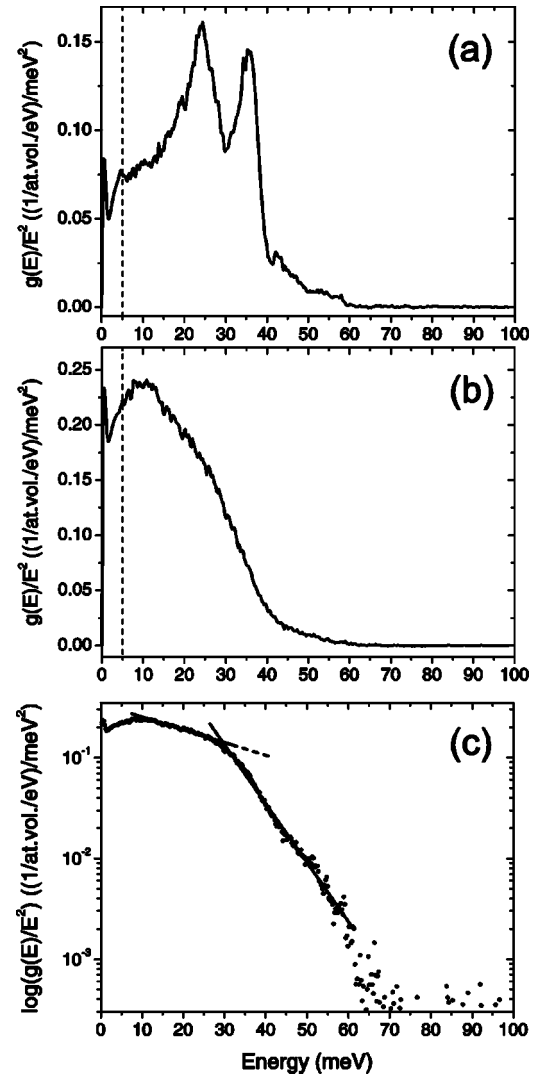 (a)
g(E)/E² ((1/at.vol./eV)/meV²)
0.15
0.10
0.05
0.00
0 10 20 30 40 50 60 70 80 90 100
(b)
g(E)/E² ((1/at.vol./eV)/meV²)
0.25
0.20
0.15
0.10
0.05
0.00
0 10 20 30 40 50 60 70 80 90 100
(c)
log(g(E)/E²) ((1/at.vol./eV)/meV²)
10⁻¹
10⁻²
10⁻³
0 10 20 30 40 50 60 70 80 90 100
Energy (meV)